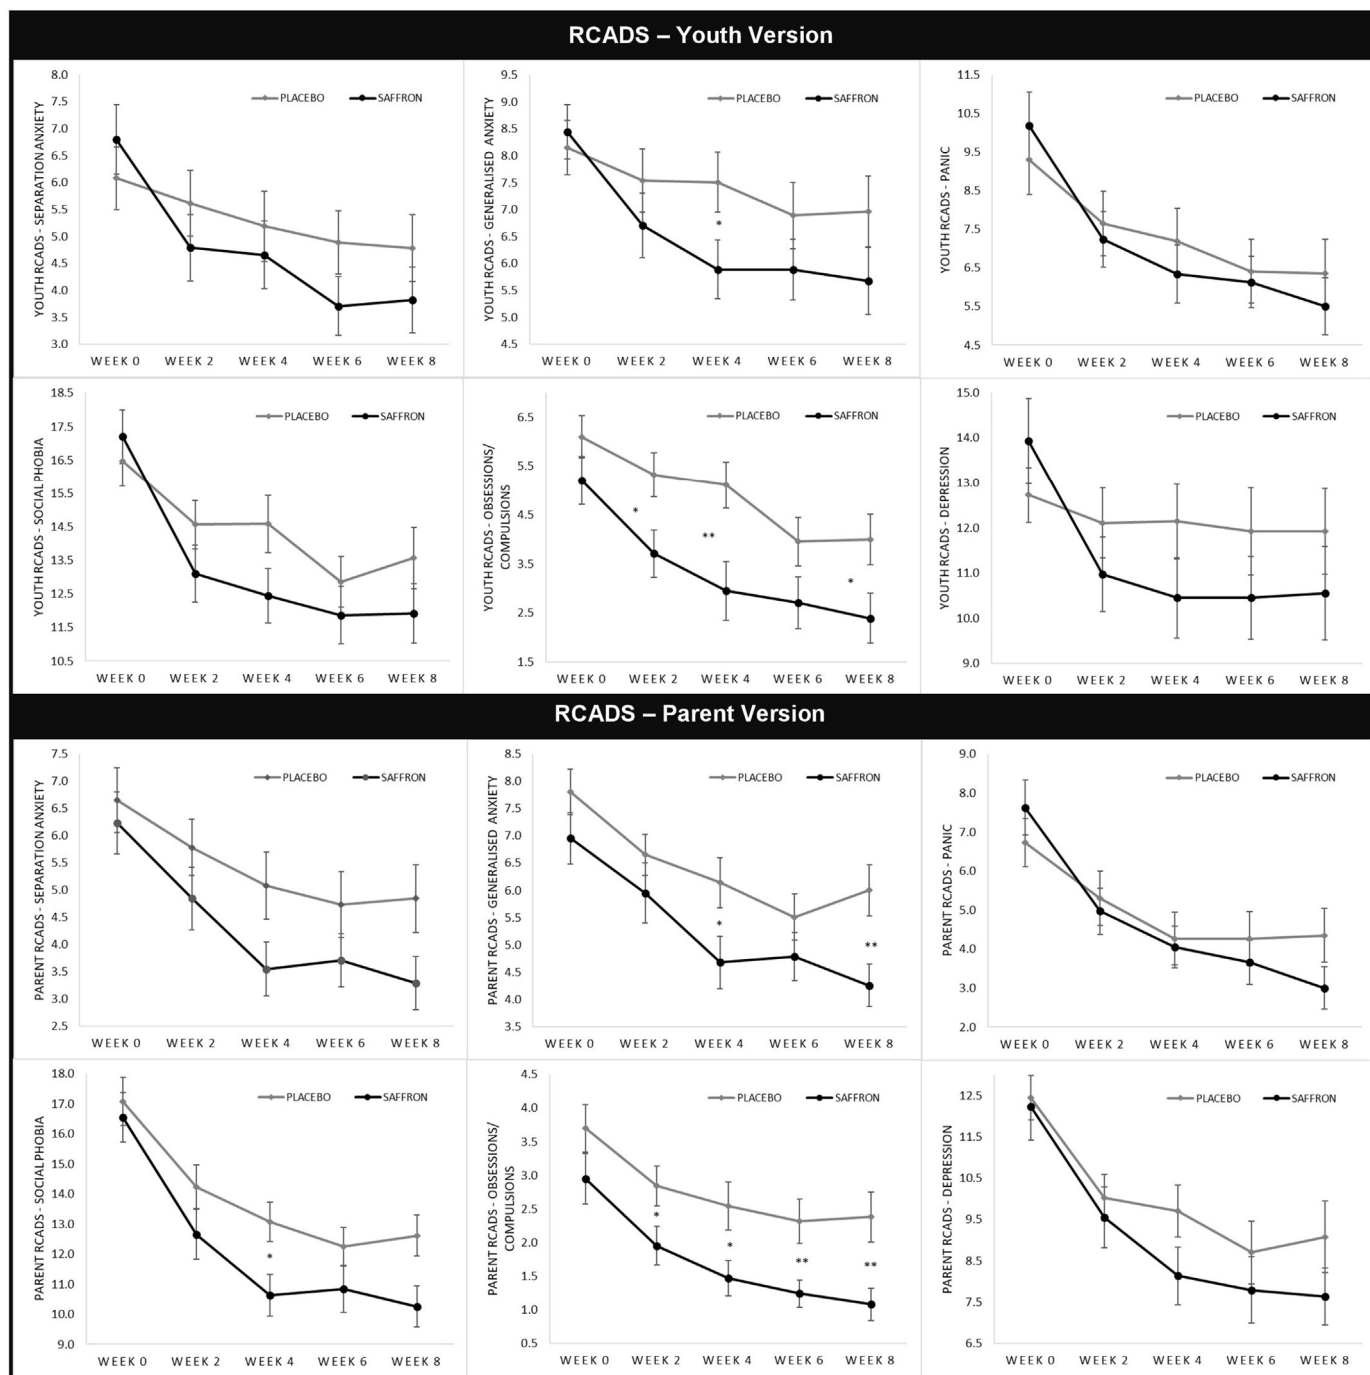 RCADS – Youth Version
YOUTH RCADS - SEPARATION ANXIETY
8.0
7.5
7.0
6.5
6.0
5.5
5.0
4.5
4.0
3.5
3.0
PLACEBO SAFFRON
WEEK 0 WEEK 2 WEEK 4 WEEK 6 WEEK 8
YOUTH RCADS - GENERALISED ANXIETY
9.5
9.0
8.5
8.0
7.5
7.0
6.5
6.0
5.5
5.0
4.5
PLACEBO SAFFRON
*
WEEK 0 WEEK 2 WEEK 4 WEEK 6 WEEK 8
YOUTH RCADS - PANIC
11.5
10.5
9.5
8.5
7.5
6.5
5.5
4.5
PLACEBO SAFFRON
WEEK 0 WEEK 2 WEEK 4 WEEK 6 WEEK 8
YOUTH RCADS - SOCIAL PHOBIA
18.5
17.5
16.5
15.5
14.5
13.5
12.5
11.5
10.5
PLACEBO SAFFRON
WEEK 0 WEEK 2 WEEK 4 WEEK 6 WEEK 8
YOUTH RCADS - OBSESSIONS/
COMPULSIONS
6.5
5.5
4.5
3.5
2.5
1.5
PLACEBO SAFFRON
* ** *
WEEK 0 WEEK 2 WEEK 4 WEEK 6 WEEK 8
YOUTH RCADS - DEPRESSION
15.0
14.0
13.0
12.0
11.0
10.0
9.0
PLACEBO SAFFRON
WEEK 0 WEEK 2 WEEK 4 WEEK 6 WEEK 8
RCADS – Parent Version
PARENT RCADS - SEPARATION ANXIETY
7.5
7.0
6.5
6.0
5.5
5.0
4.5
4.0
3.5
3.0
2.5
PLACEBO SAFFRON
WEEK 0 WEEK 2 WEEK 4 WEEK 6 WEEK 8
PARENT RCADS - GENERALISED ANXIETY
8.5
7.5
7.0
6.5
6.0
5.5
5.0
4.5
4.0
3.5
PLACEBO SAFFRON
* **
WEEK 0 WEEK 2 WEEK 4 WEEK 6 WEEK 8
PARENT RCADS - PANIC
9.0
8.0
7.0
6.0
5.0
4.0
3.0
2.0
PLACEBO SAFFRON
WEEK 0 WEEK 2 WEEK 4 WEEK 6 WEEK 8
PARENT RCADS - SOCIAL PHOBIA
18.0
17.0
16.0
15.0
14.0
13.0
12.0
11.0
10.0
9.0
PLACEBO SAFFRON
*
WEEK 0 WEEK 2 WEEK 4 WEEK 6 WEEK 8
PARENT RCADS - OBSESSIONS/
COMPULSIONS
4.5
4.0
3.5
3.0
2.5
2.0
1.5
1.0
0.5
PLACEBO SAFFRON
* * ** **
WEEK 0 WEEK 2 WEEK 4 WEEK 6 WEEK 8
PARENT RCADS - DEPRESSION
12.5
11.5
10.5
9.5
8.5
7.5
6.5
PLACEBO SAFFRON
WEEK 0 WEEK 2 WEEK 4 WEEK 6 WEEK 8